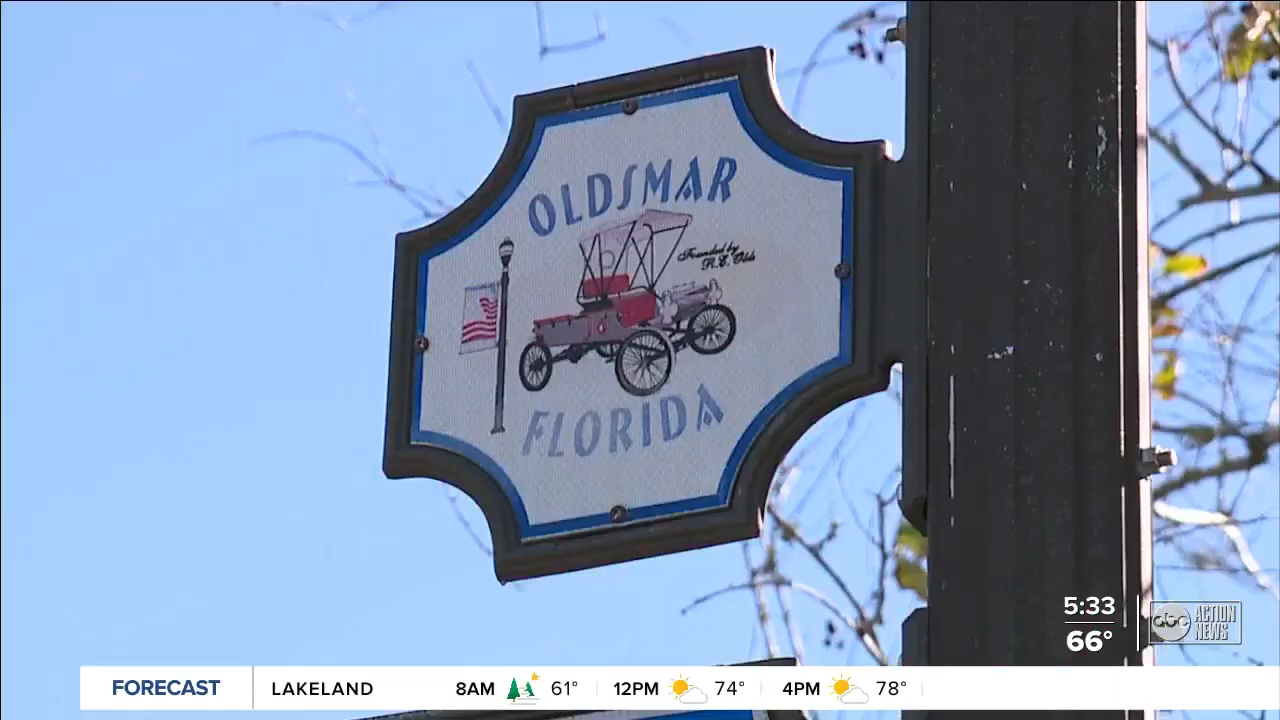 OLDSMAR
Founded by
R.E. Olds
FLORIDA
5:33
66°
abc ACTION NEWS
FORECAST LAKELAND 8AM 61° 12PM 74° 4PM 78°